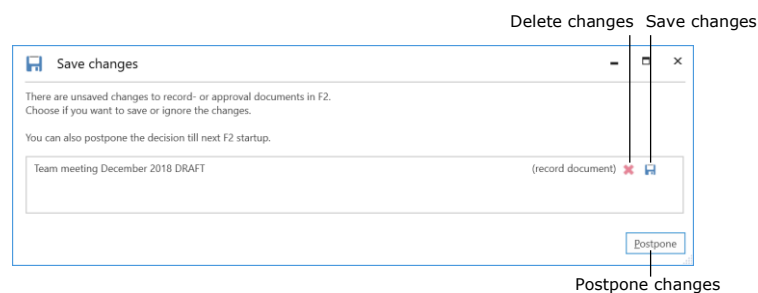 Delete changes Save changes
Save changes
There are unsaved changes to record- or approval documents in F2.
Choose if you want to save or ignore the changes.
You can also postpone the decision till next F2 startup.
Team meeting December 2018 DRAFT (record document)
Postpone
Postpone changes